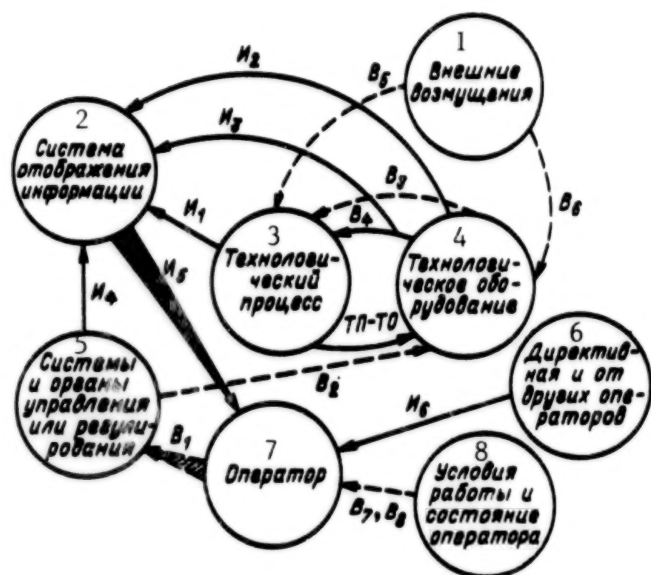 1
Внешние
возмущения
2
Система
отображения
информации
И2
И3
В5
В6
В3
В4
И1
3
Технологи-
ческий
процесс
4
Технологи-
ческое обо-
рудование
ТП-ТО
И5
И4
5
Системы
и органы
управления
или регули-
рований
В2
В1
6
Директив-
ная и от
других опе-
раторов
И6
7
Оператор
В7, В8
8
Условия
работы и
состояние
оператора